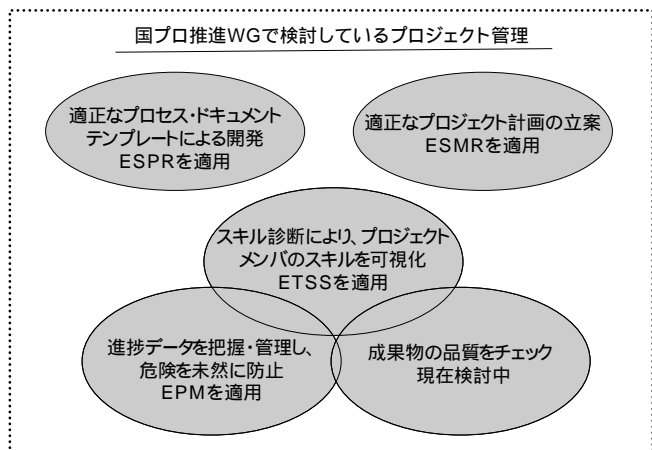 国プロ推進WGで検討しているプロジェクト管理
適正なプロセス・ドキュメント
テンプレートによる開発
ESPRを適用
適正なプロジェクト計画の立案
ESMRを適用
スキル診断により、プロジェクト
メンバのスキルを可視化
ETSSを適用
進捗データを把握・管理し、
危険を未然に防止
EPMを適用
成果物の品質をチェック
現在検討中